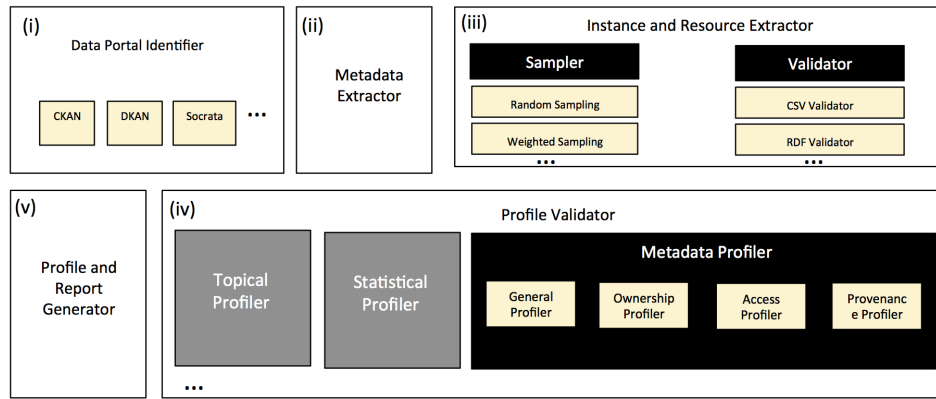 (i)
Data Portal Identifier
CKAN
DKAN
Socrata
...
(ii)
Metadata
Extractor
(iii)
Instance and Resource Extractor
Sampler
Random Sampling
Weighted Sampling
...
Validator
CSV Validator
RDF Validator
...
(v)
Profile and
Report
Generator
(iv)
Profile Validator
Topical
Profiler
...
Statistical
Profiler
Metadata Profiler
General
Profiler
Ownership
Profiler
Access
Profiler
Provenanc
e Profiler